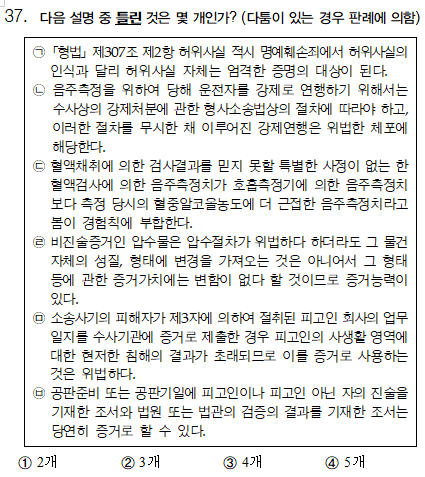 37. 다음 설명 중 틀린 것은 몇 개인가? (다툼이 있는 경우 판례에 의함)
㉠ 「형법」 제307조 제2항 허위사실 적시 명예훼손죄에서 허위사실의
인식과 달리 허위사실 자체는 엄격한 증명의 대상이 된다.
㉡ 음주측정을 위하여 당해 운전자를 강제로 연행하기 위해서는
수사상의 강제처분에 관한 형사소송법상의 절차에 따라야 하고,
이러한 절차를 무시한 채 이루어진 강제연행은 위법한 체포에
해당한다.
㉢ 혈액채취에 의한 검사결과를 믿지 못할 특별한 사정이 없는 한
혈액검사에 의한 음주측정치가 호흡측정기에 의한 음주측정치
보다 측정 당시의 혈중알코올농도에 더 근접한 음주측정치라고
봄이 경험칙에 부합한다.
㉣ 비진술증거인 압수물은 압수절차가 위법하다 하더라도 그 물건
자체의 성질, 형태에 변경을 가져오는 것은 아니어서 그 형태
등에 관한 증거가치에는 변함이 없다 할 것이므로 증거능력이
있다.
㉤ 소송사기의 피해자가 제3자에 의하여 절취된 피고인 회사의 업무
일지를 수사기관에 증거로 제출한 경우 피고인의 사생활 영역에
대한 현저한 침해의 결과가 초래되므로 이를 증거로 사용하는
것은 위법하다.
㉥ 공판준비 또는 공판기일에 피고인이나 피고인 아닌 자의 진술을
기재한 조서와 법원 또는 법관의 검증의 결과를 기재한 조서는
당연히 증거로 할 수 있다.
① 2개 ② 3개 ③ 4개 ④ 5개